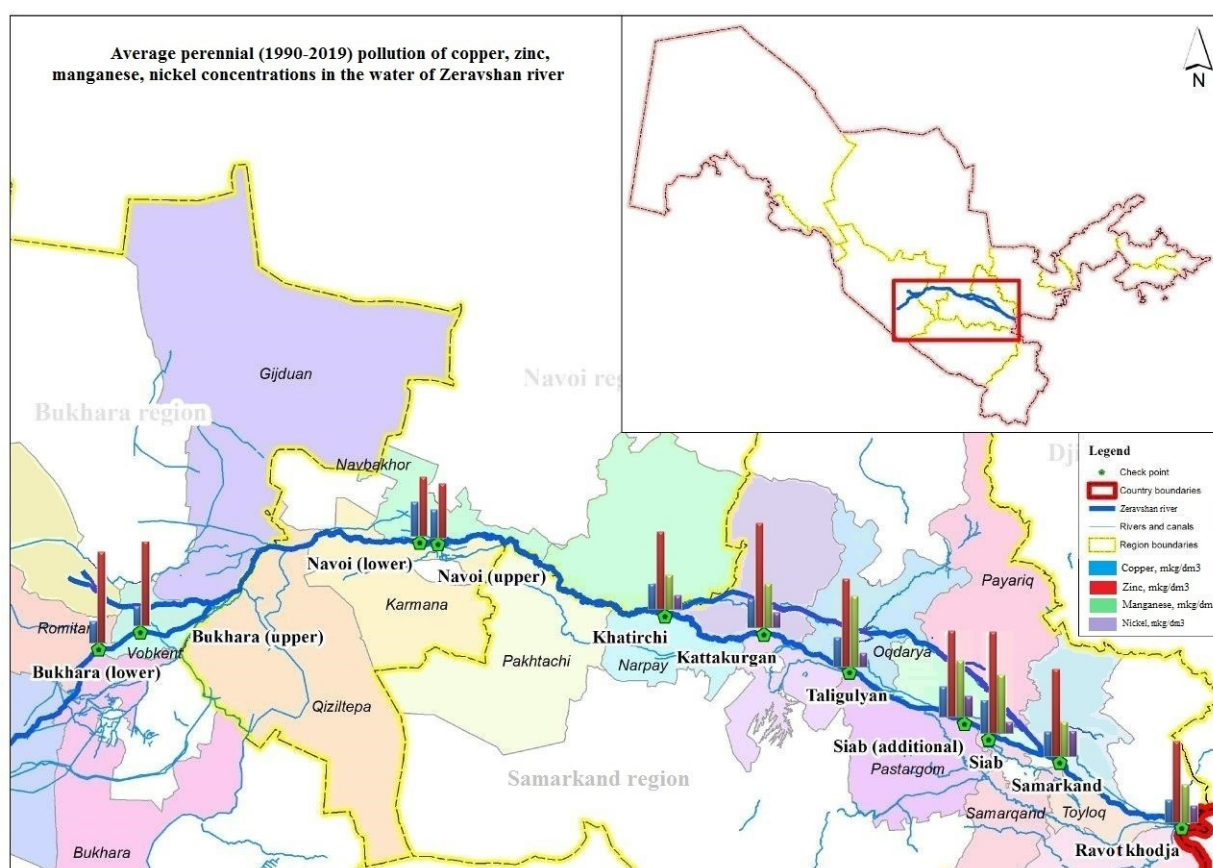 Average perennial (1990-2019) pollution of copper, zinc,
manganese, nickel concentrations in the water of Zeravshan river
N
Gijduan
Navoi reg
Bukhara region
Legend
Check point
Country boundaries
Zeravshan river
Rivers and canals
Region boundaries
Copper, mkg/dm3
Zinc, mkg/dm3
Manganese, mkg/dm3
Nickel, mkg/dm3
Navbakhor
Payariq
Navoi (lower)
Navoi (upper)
Karmana
Khatirchi
Romitan
Bukhara (upper)
Vobkent
Bukhara (lower)
Kattakurgan
Oqdarya
Pakhtachi
Narpay
Taligulyan
Qiziltepa
Siab (additional)
Siab
Pastargom
Samarkand
Samarkand region
Samarqand
Toyloq
Bukhara
Ravot khodja